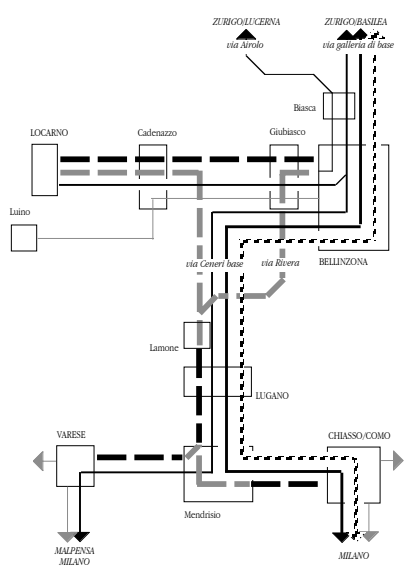 ZURIGO/LUCERNA
ZURIGO/BASILEA
via Airolo
via galleria di base
Biasca
LOCARNO
Cadenazzo
Giubiasco
Luino
via Ceneri base
via Rivera
BELLINZONA
Lamone
LUGANO
VARESE
CHIASSO/COMO
Mendrisio
MALPENSA
MILANO
MILANO